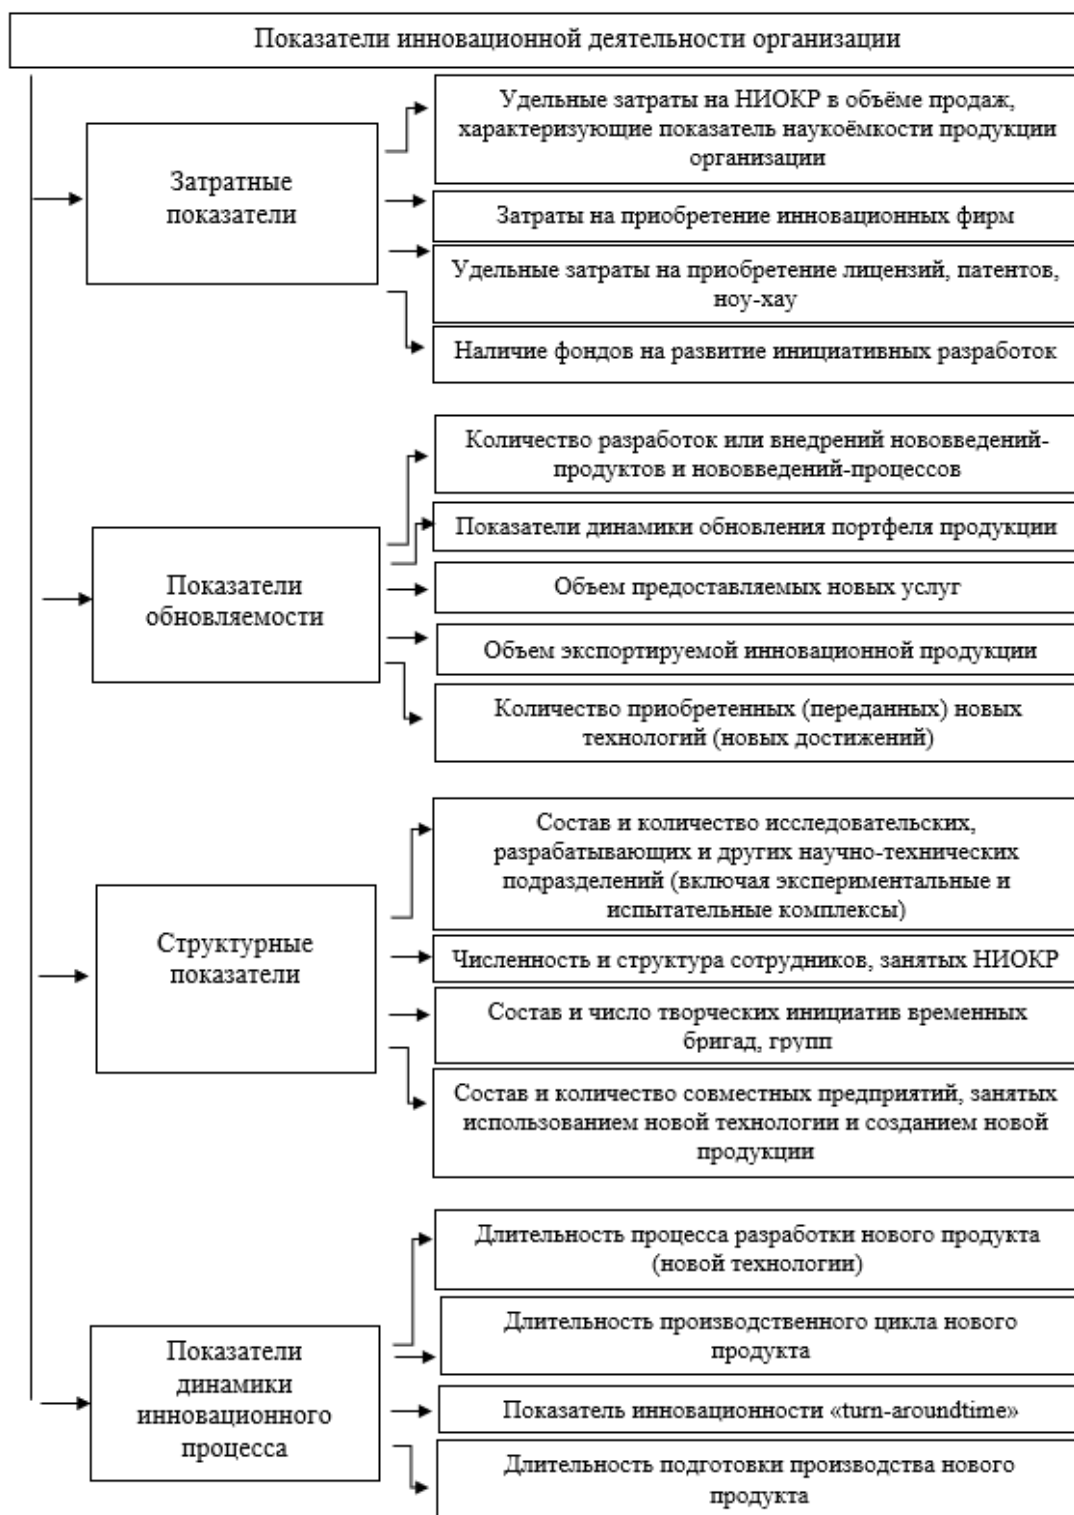 Показатели инновационной деятельности организации
Затратные
показатели
Удельные затраты на НИОКР в объёме продаж,
характеризующие показатель наукоёмкости продукции
организации
Затраты на приобретение инновационных фирм
Удельные затраты на приобретение лицензий, патентов,
ноу-хау
Наличие фондов на развитие инициативных разработок
Показатели
обновляемости
Количество разработок или внедрений нововведений-
продуктов и нововведений-процессов
Показатели динамики обновления портфеля продукции
Объем предоставляемых новых услуг
Объем экспортируемой инновационной продукции
Количество приобретенных (переданных) новых
технологий (новых достижений)
Структурные
показатели
Состав и количество исследовательских,
разрабатывающих и других научно-технических
подразделений (включая экспериментальные и
испытательные комплексы)
Численность и структура сотрудников, занятых НИОКР
Состав и число творческих инициатив временных
бригад, групп
Состав и количество совместных предприятий, занятых
использованием новой технологии и созданием новой
продукции
Показатели
динамики
инновационного
процесса
Длительность процесса разработки нового продукта
(новой технологии)
Длительность производственного цикла нового
продукта
Показатель инновационности «turn-aroundtime»
Длительность подготовки производства нового
продукта